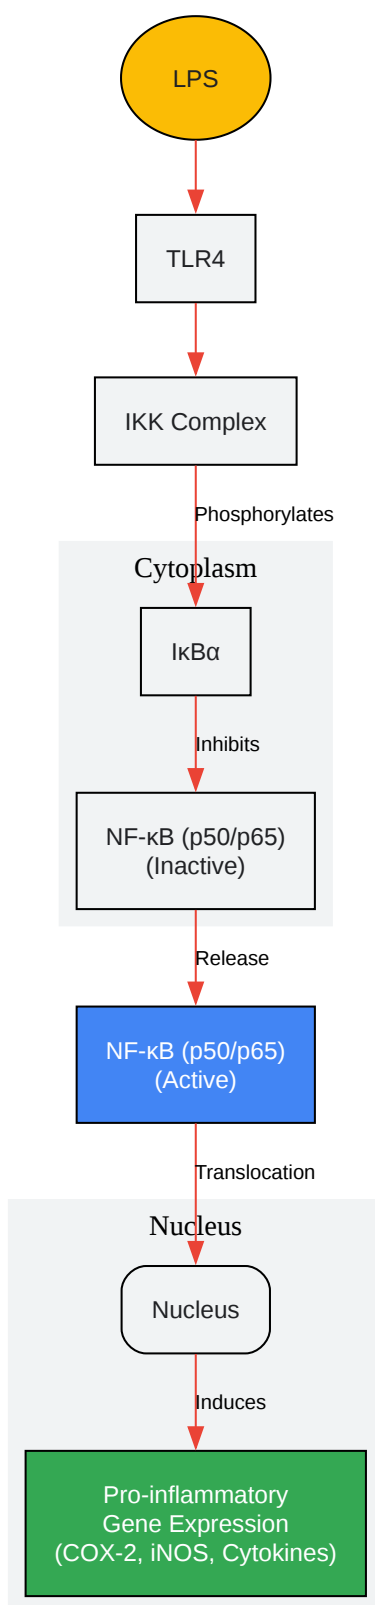 LPS
TLR4
IKK Complex
Phosphorylates
Cytoplasm
IκBα
Inhibits
NF-κB (p50/p65)
(Inactive)
Release
NF-κB (p50/p65)
(Active)
Translocation
Nucleus
Nucleus
Induces
Pro-inflammatory
Gene Expression
(COX-2, iNOS, Cytokines)